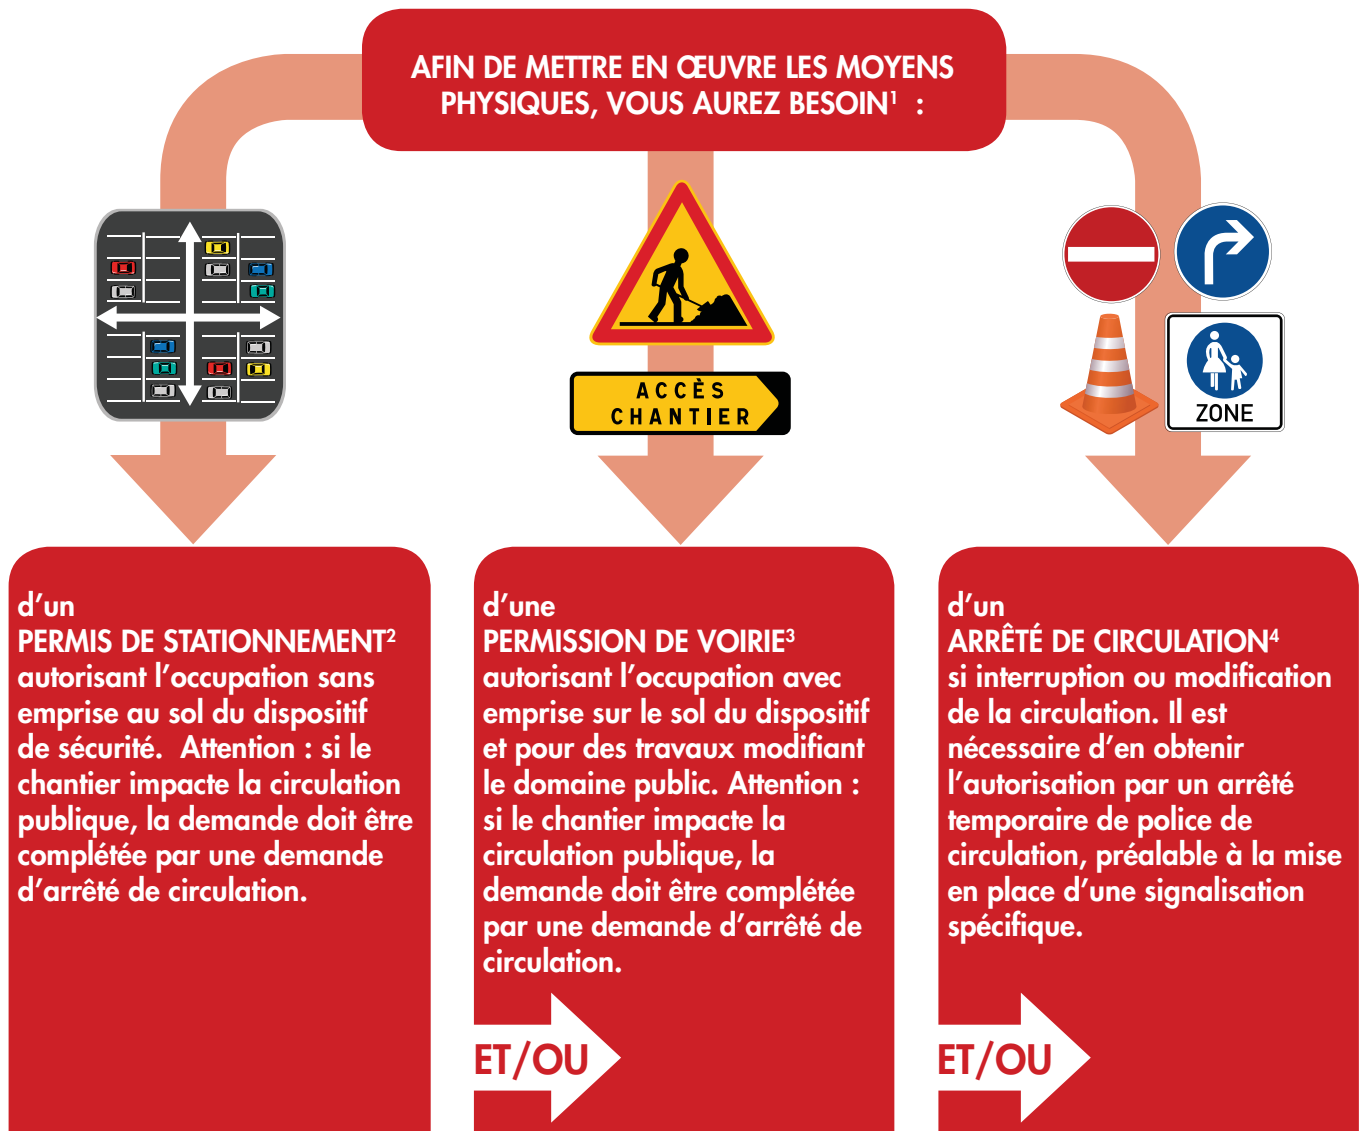 AFIN DE METTRE EN ŒUVRE LES MOYENS
PHYSIQUES, VOUS AUREZ BESOIN¹ :
ACCÈS
CHANTIER
ZONE
d’un
PERMIS DE STATIONNEMENT²
autorisant l’occupation sans
emprise au sol du dispositif
de sécurité. Attention : si le
chantier impacte la circulation
publique, la demande doit être
complétée par une demande
d’arrêté de circulation.
d’une
PERMISSION DE VOIRIE³
autorisant l’occupation avec
emprise sur le sol du dispositif
et pour des travaux modifiant
le domaine public. Attention :
si le chantier impacte la
circulation publique, la
demande doit être complétée
par une demande d’arrêté de
circulation.
ET/OU
d’un
ARRÊTÉ DE CIRCULATION⁴
si interruption ou modification
de la circulation. Il est
nécessaire d’en obtenir
l’autorisation par un arrêté
temporaire de police de
circulation, préalable à la mise
en place d’une signalisation
spécifique.
ET/OU